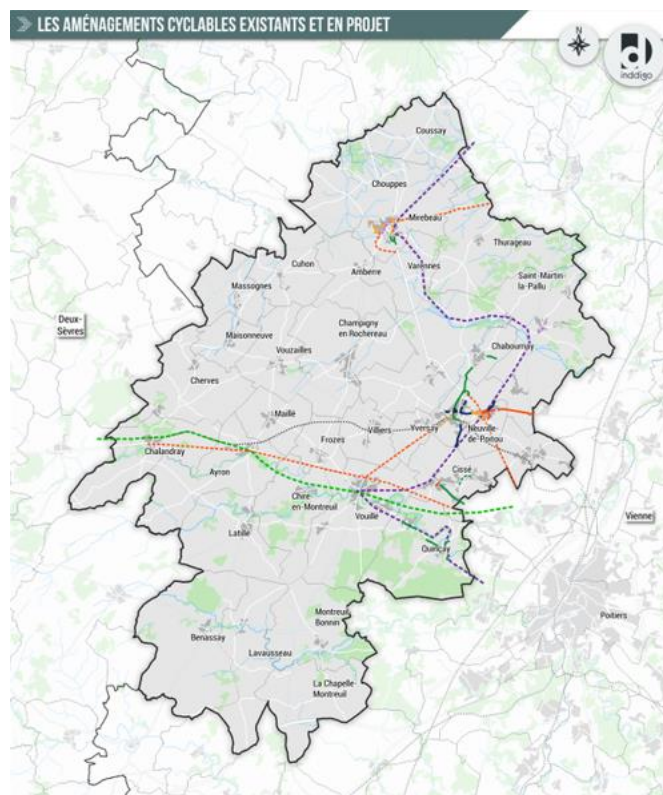 LES AMÉNAGEMENTS CYCLABLES EXISTANTS ET EN PROJET
N
inddigo
Coussay
Chouppes
Mirebeau
Thurageau
Cuhon
Amberre
Varennes
Saint-Martin-
la-Pallu
Massognes
Deux-
Sèvres
Champigny
en Rochereau
Maisonneuve
Vouzailles
Chabournay
Cherves
Maillé
Villiers
Yversay
Neuville
de-Poitou
Frozes
Chalandray
Ayron
Cissé
Chiré
en-Montreuil
Vouillé
Vienne
Latillé
Quinçay
Poitiers
Montreuil
Bonnin
Benassay
Lavausseau
La Chapelle-
Montreuil